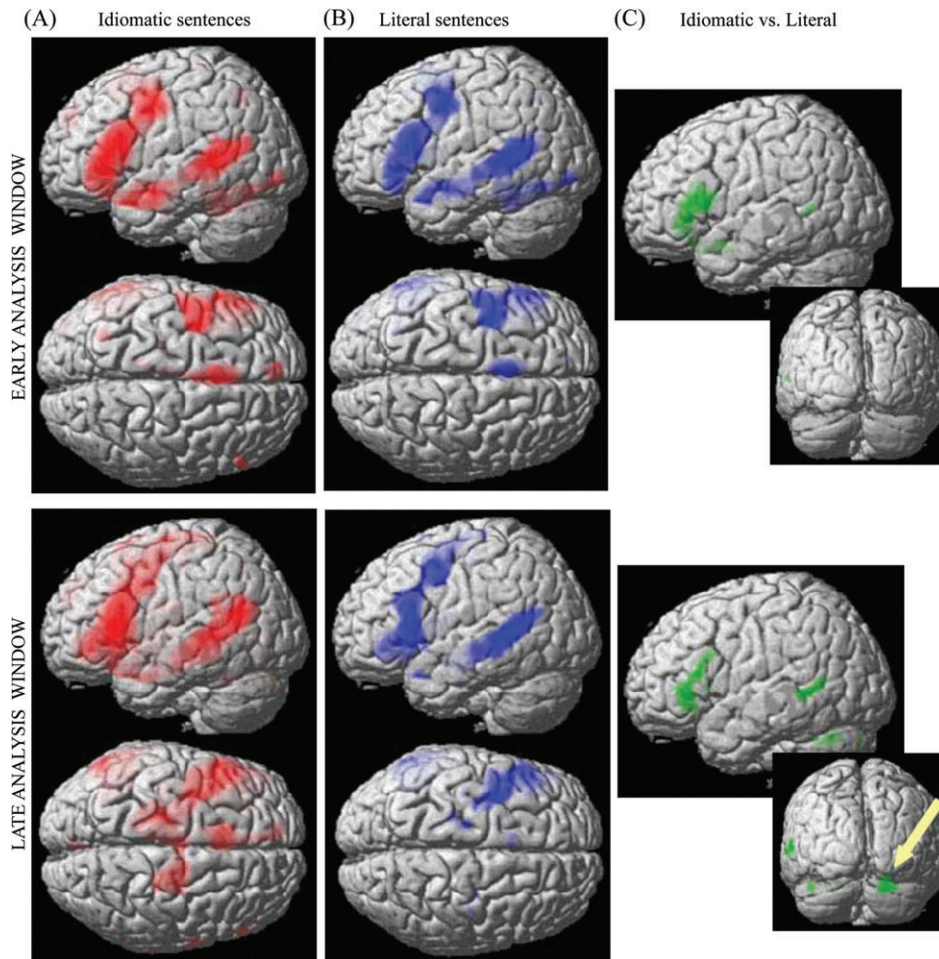 (A) Idiomatic sentences
(B) Literal sentences
(C) Idiomatic vs. Literal
EARLY ANALYSIS WINDOW
LATE ANALYSIS WINDOW